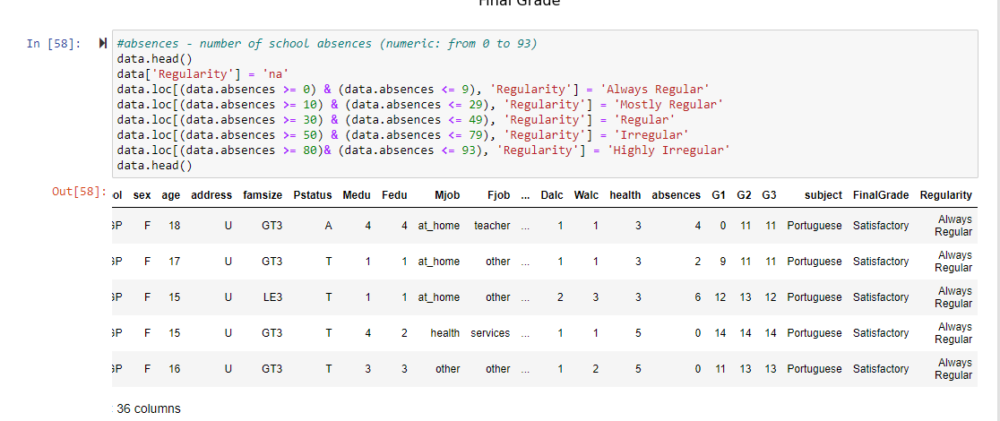 Final Grade
In [58]:
#absences - number of school absences (numeric: from 0 to 93)
data.head()
data['Regularity'] = 'na'
data.loc[(data.absences >= 0) & (data.absences <= 9), 'Regularity'] = 'Always Regular'
data.loc[(data.absences >= 10) & (data.absences <= 29), 'Regularity'] = 'Mostly Regular'
data.loc[(data.absences >= 30) & (data.absences <= 49), 'Regularity'] = 'Regular'
data.loc[(data.absences >= 50) & (data.absences <= 79), 'Regularity'] = 'Irregular'
data.loc[(data.absences >= 80)& (data.absences <= 93), 'Regularity'] = 'Highly Irregular'
data.head()
Out[58]:
ol sex age address famsize Pstatus Medu Fedu Mjob Fjob ... Dalc Walc health absences G1 G2 G3 subject FinalGrade Regularity
GP F 18 U GT3 A 4 4 at_home teacher ... 1 1 3 4 0 11 11 Portuguese Satisfactory Always Regular
GP F 17 U GT3 T 1 1 at_home other ... 1 1 3 2 9 11 11 Portuguese Satisfactory Always Regular
GP F 15 U LE3 T 1 1 at_home other ... 2 3 3 6 12 13 12 Portuguese Satisfactory Always Regular
GP F 15 U GT3 T 4 2 health services ... 1 1 5 0 14 14 14 Portuguese Satisfactory Always Regular
GP F 16 U GT3 T 3 3 other other ... 1 2 5 0 11 13 13 Portuguese Satisfactory Always Regular
36 columns